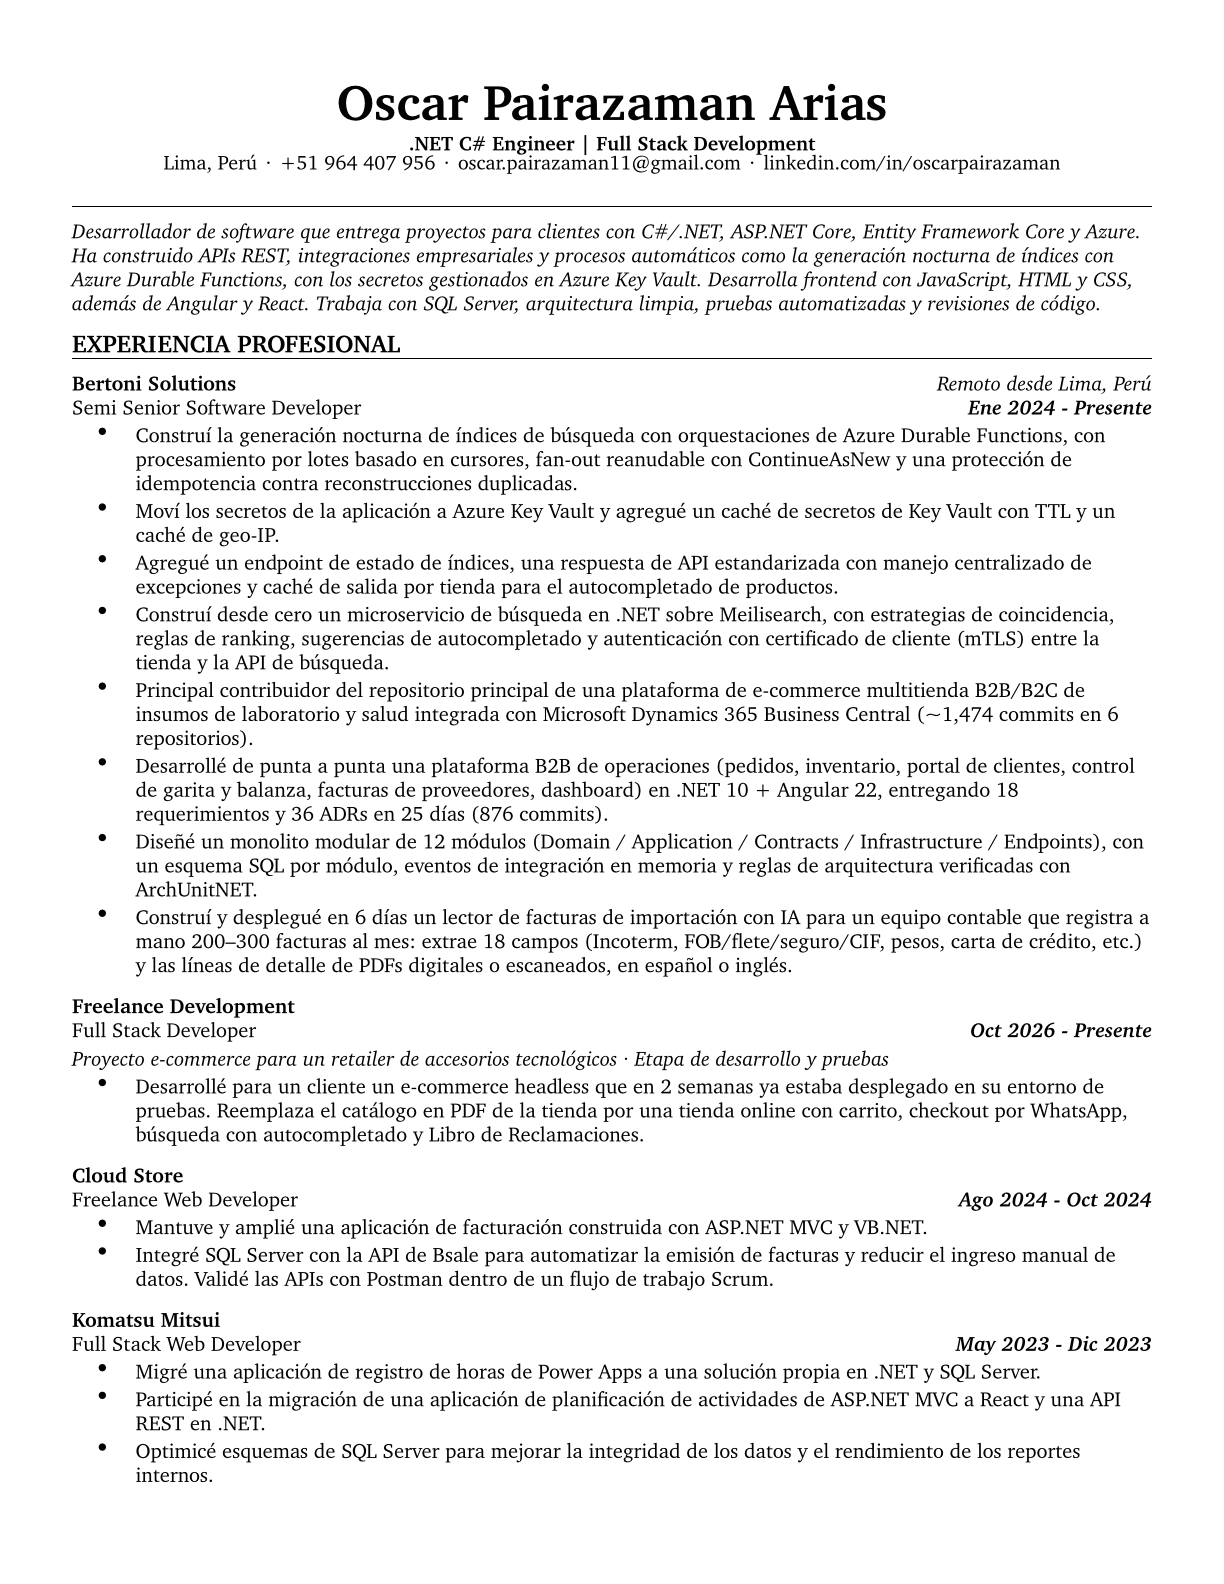 Oscar Pairazaman Arias
.NET C# Engineer | Full Stack Development
Lima, Perú · +51 964 407 956 · oscar.pairazaman11@gmail.com · linkedin.com/in/oscarpairazaman
Desarrollador de software que entrega proyectos para clientes con C#/.NET, ASP.NET Core, Entity Framework Core y Azure.
Ha construido APIs REST, integraciones empresariales y procesos automáticos como la generación nocturna de índices con
Azure Durable Functions, con los secretos gestionados en Azure Key Vault. Desarrolla frontend con JavaScript, HTML y CSS,
además de Angular y React. Trabaja con SQL Server, arquitectura limpia, pruebas automatizadas y revisiones de código.
EXPERIENCIA PROFESIONAL
Bertoni Solutions Remoto desde Lima, Perú
Semi Senior Software Developer Ene 2024 - Presente
• Construí la generación nocturna de índices de búsqueda con orquestaciones de Azure Durable Functions, con
procesamiento por lotes basado en cursores, fan-out reanudable con ContinueAsNew y una protección de
idempotencia contra reconstrucciones duplicadas.
• Moví los secretos de la aplicación a Azure Key Vault y agregué un caché de secretos de Key Vault con TTL y un
caché de geo-IP.
• Agregué un endpoint de estado de índices, una respuesta de API estandarizada con manejo centralizado de
excepciones y caché de salida por tienda para el autocompletado de productos.
• Construí desde cero un microservicio de búsqueda en .NET sobre Meilisearch, con estrategias de coincidencia,
reglas de ranking, sugerencias de autocompletado y autenticación con certificado de cliente (mTLS) entre la
tienda y la API de búsqueda.
• Principal contribuidor del repositorio principal de una plataforma de e-commerce multitienda B2B/B2C de
insumos de laboratorio y salud integrada con Microsoft Dynamics 365 Business Central (~1,474 commits en 6
repositorios).
• Desarrollé de punta a punta una plataforma B2B de operaciones (pedidos, inventario, portal de clientes, control
de garita y balanza, facturas de proveedores, dashboard) en .NET 10 + Angular 22, entregando 18
requerimientos y 36 ADRs en 25 días (876 commits).
• Diseñé un monolito modular de 12 módulos (Domain / Application / Contracts / Infrastructure / Endpoints), con
un esquema SQL por módulo, eventos de integración en memoria y reglas de arquitectura verificadas con
ArchUnitNET.
• Construí y desplegué en 6 días un lector de facturas de importación con IA para un equipo contable que registra a
mano 200–300 facturas al mes: extrae 18 campos (Incoterm, FOB/flete/seguro/CIF, pesos, carta de crédito, etc.)
y las líneas de detalle de PDFs digitales o escaneados, en español o inglés.
Freelance Development
Full Stack Developer Oct 2026 - Presente
Proyecto e-commerce para un retailer de accesorios tecnológicos · Etapa de desarrollo y pruebas
• Desarrollé para un cliente un e-commerce headless que en 2 semanas ya estaba desplegado en su entorno de
pruebas. Reemplaza el catálogo en PDF de la tienda por una tienda online con carrito, checkout por WhatsApp,
búsqueda con autocompletado y Libro de Reclamaciones.
Cloud Store
Freelance Web Developer Ago 2024 - Oct 2024
• Mantuve y amplié una aplicación de facturación construida con ASP.NET MVC y VB.NET.
• Integré SQL Server con la API de Bsale para automatizar la emisión de facturas y reducir el ingreso manual de
datos. Validé las APIs con Postman dentro de un flujo de trabajo Scrum.
Komatsu Mitsui
Full Stack Web Developer May 2023 - Dic 2023
• Migré una aplicación de registro de horas de Power Apps a una solución propia en .NET y SQL Server.
• Participé en la migración de una aplicación de planificación de actividades de ASP.NET MVC a React y una API
REST en .NET.
• Optimicé esquemas de SQL Server para mejorar la integridad de los datos y el rendimiento de los reportes
internos.